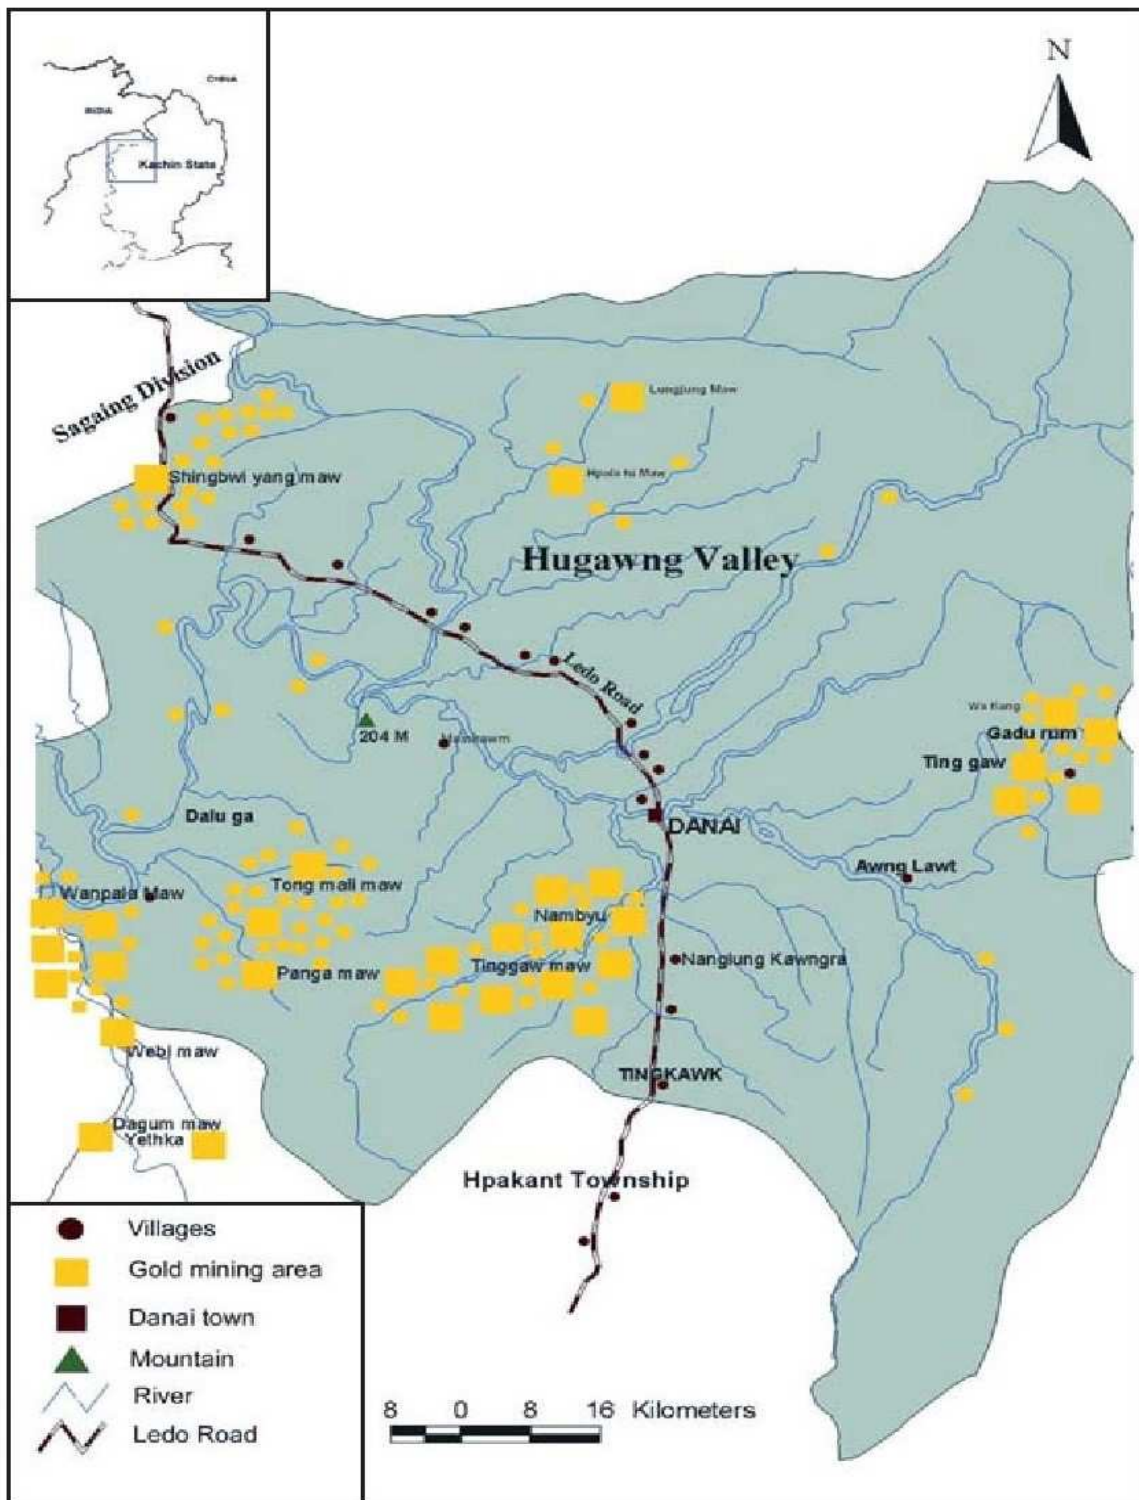 CHINA
INDIA
Kachin State
N
Sagaing Division
Lungjung Maw
Shingbwi yang maw
Hugawng Valley
Ledo Road
Wa Kang
Gadu rum
Ting gaw
204 M
Dalu ga
DANAI
Awng Lawt
Wanpala Maw
Tong mali maw
Nambyu
Tinggaw maw
Panga maw
Nanglung Kawngra
Webi maw
TINGKAWK
Dagum maw
Yethka
Hpakant Township
Villages
Gold mining area
Danai town
Mountain
River
Ledo Road
8 0 8 16 Kilometers